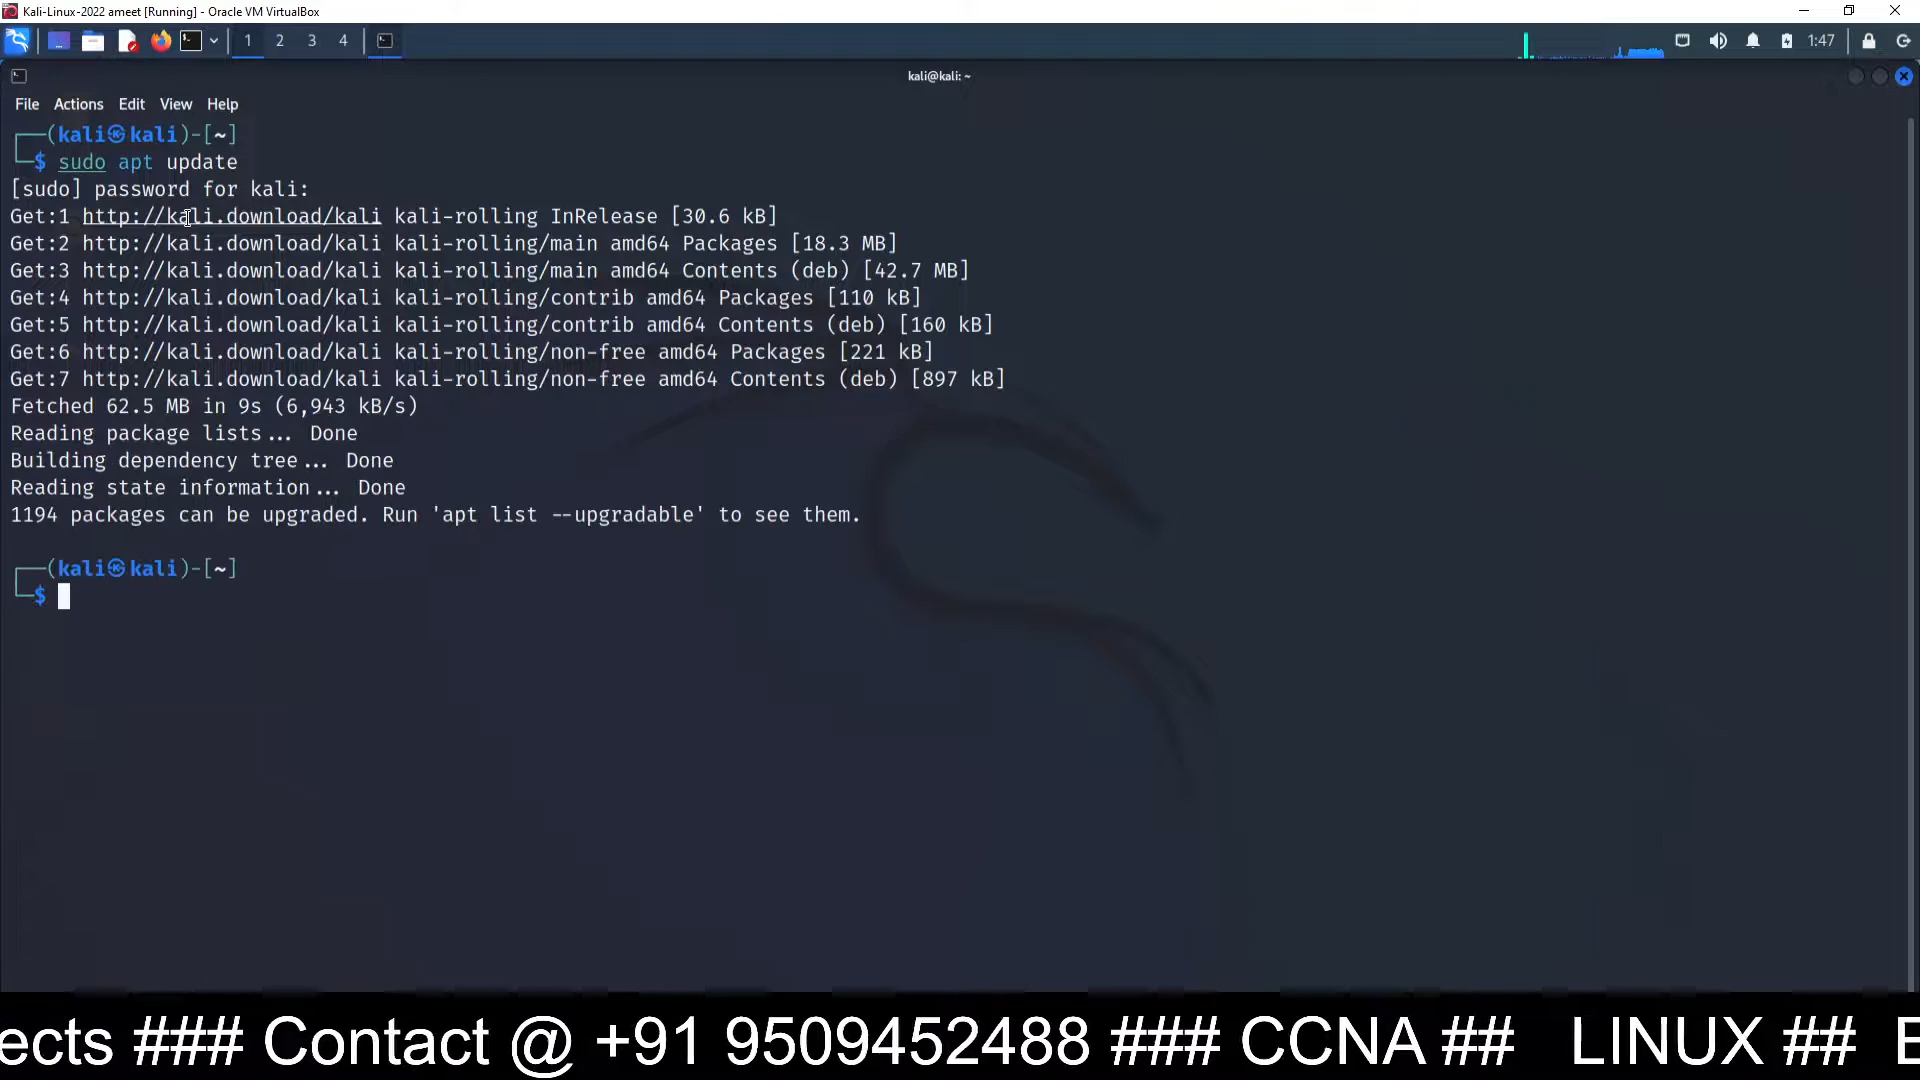 Kali-Linux-2022 ameet [Running] - Oracle VM VirtualBox
1 2 3 4 1:47
kali@kali: ~
File Actions Edit View Help
┌──(kali㉿kali)-[~]
└─$ sudo apt update
[sudo] password for kali:
Get:1 http://kali.download/kali kali-rolling InRelease [30.6 kB]
Get:2 http://kali.download/kali kali-rolling/main amd64 Packages [18.3 MB]
Get:3 http://kali.download/kali kali-rolling/main amd64 Contents (deb) [42.7 MB]
Get:4 http://kali.download/kali kali-rolling/contrib amd64 Packages [110 kB]
Get:5 http://kali.download/kali kali-rolling/contrib amd64 Contents (deb) [160 kB]
Get:6 http://kali.download/kali kali-rolling/non-free amd64 Packages [221 kB]
Get:7 http://kali.download/kali kali-rolling/non-free amd64 Contents (deb) [897 kB]
Fetched 62.5 MB in 9s (6,943 kB/s)
Reading package lists... Done
Building dependency tree... Done
Reading state information... Done
1194 packages can be upgraded. Run 'apt list --upgradable' to see them.
┌──(kali㉿kali)-[~]
└─$
ects ### Contact @ +91 9509452488 ### CCNA ## LINUX ## E